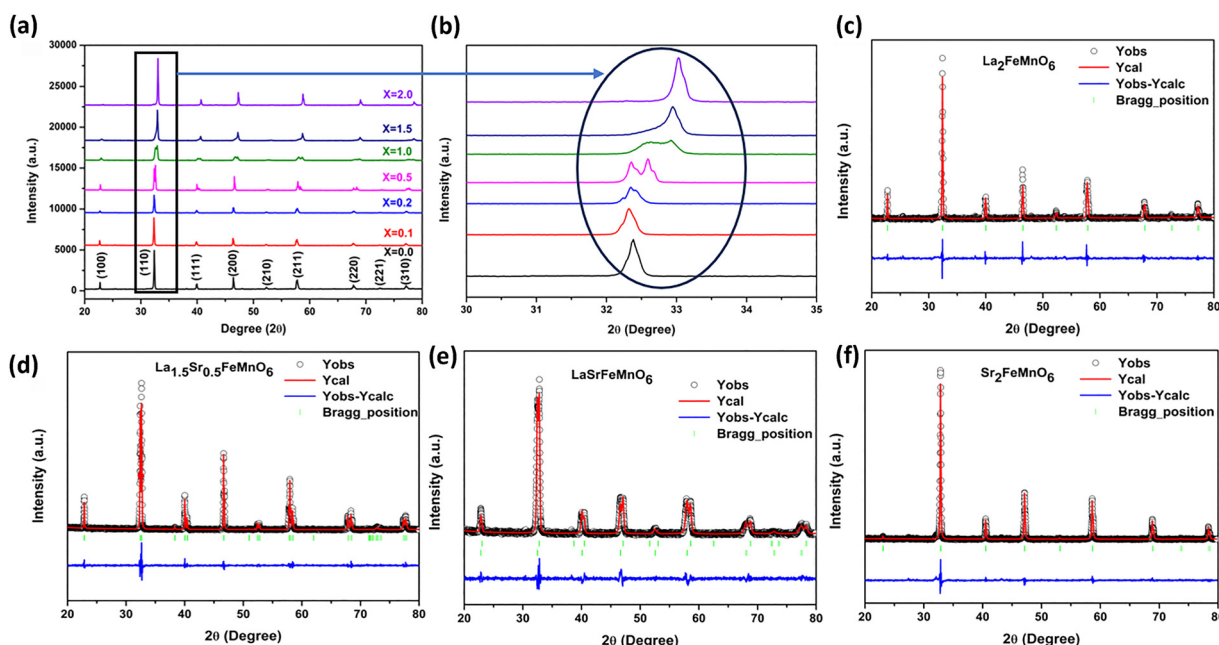 (a)
30000
25000
20000
15000
10000
5000
0
Intensity (a.u.)
X=2.0
X=1.5
X=1.0
X=0.5
X=0.2
X=0.1
X=0.0
(100)
(110)
(111)
(200)
(210)
(211)
(220)
(221)
(310)
20 30 40 50 60 70 80
Degree (2θ)
(b)
Intensity (a.u.)
30 31 32 33 34 35
2θ (Degree)
(c)
La2FeMnO6
Yobs
Ycal
Yobs-Ycalc
Bragg_position
Intensity (a.u.)
20 30 40 50 60 70 80
2θ (Degree)
(d)
La1.5Sr0.5FeMnO6
Yobs
Ycal
Yobs-Ycalc
Bragg_position
Intensity (a.u.)
20 30 40 50 60 70 80
2θ (Degree)
(e)
LaSrFeMnO6
Yobs
Ycal
Yobs-Ycalc
Bragg_position
Intensity (a.u.)
20 30 40 50 60 70 80
2θ (Degree)
(f)
Sr2FeMnO6
Yobs
Ycal
Yobs-Ycalc
Bragg_position
Intensity (a.u.)
20 30 40 50 60 70 80
2θ (Degree)